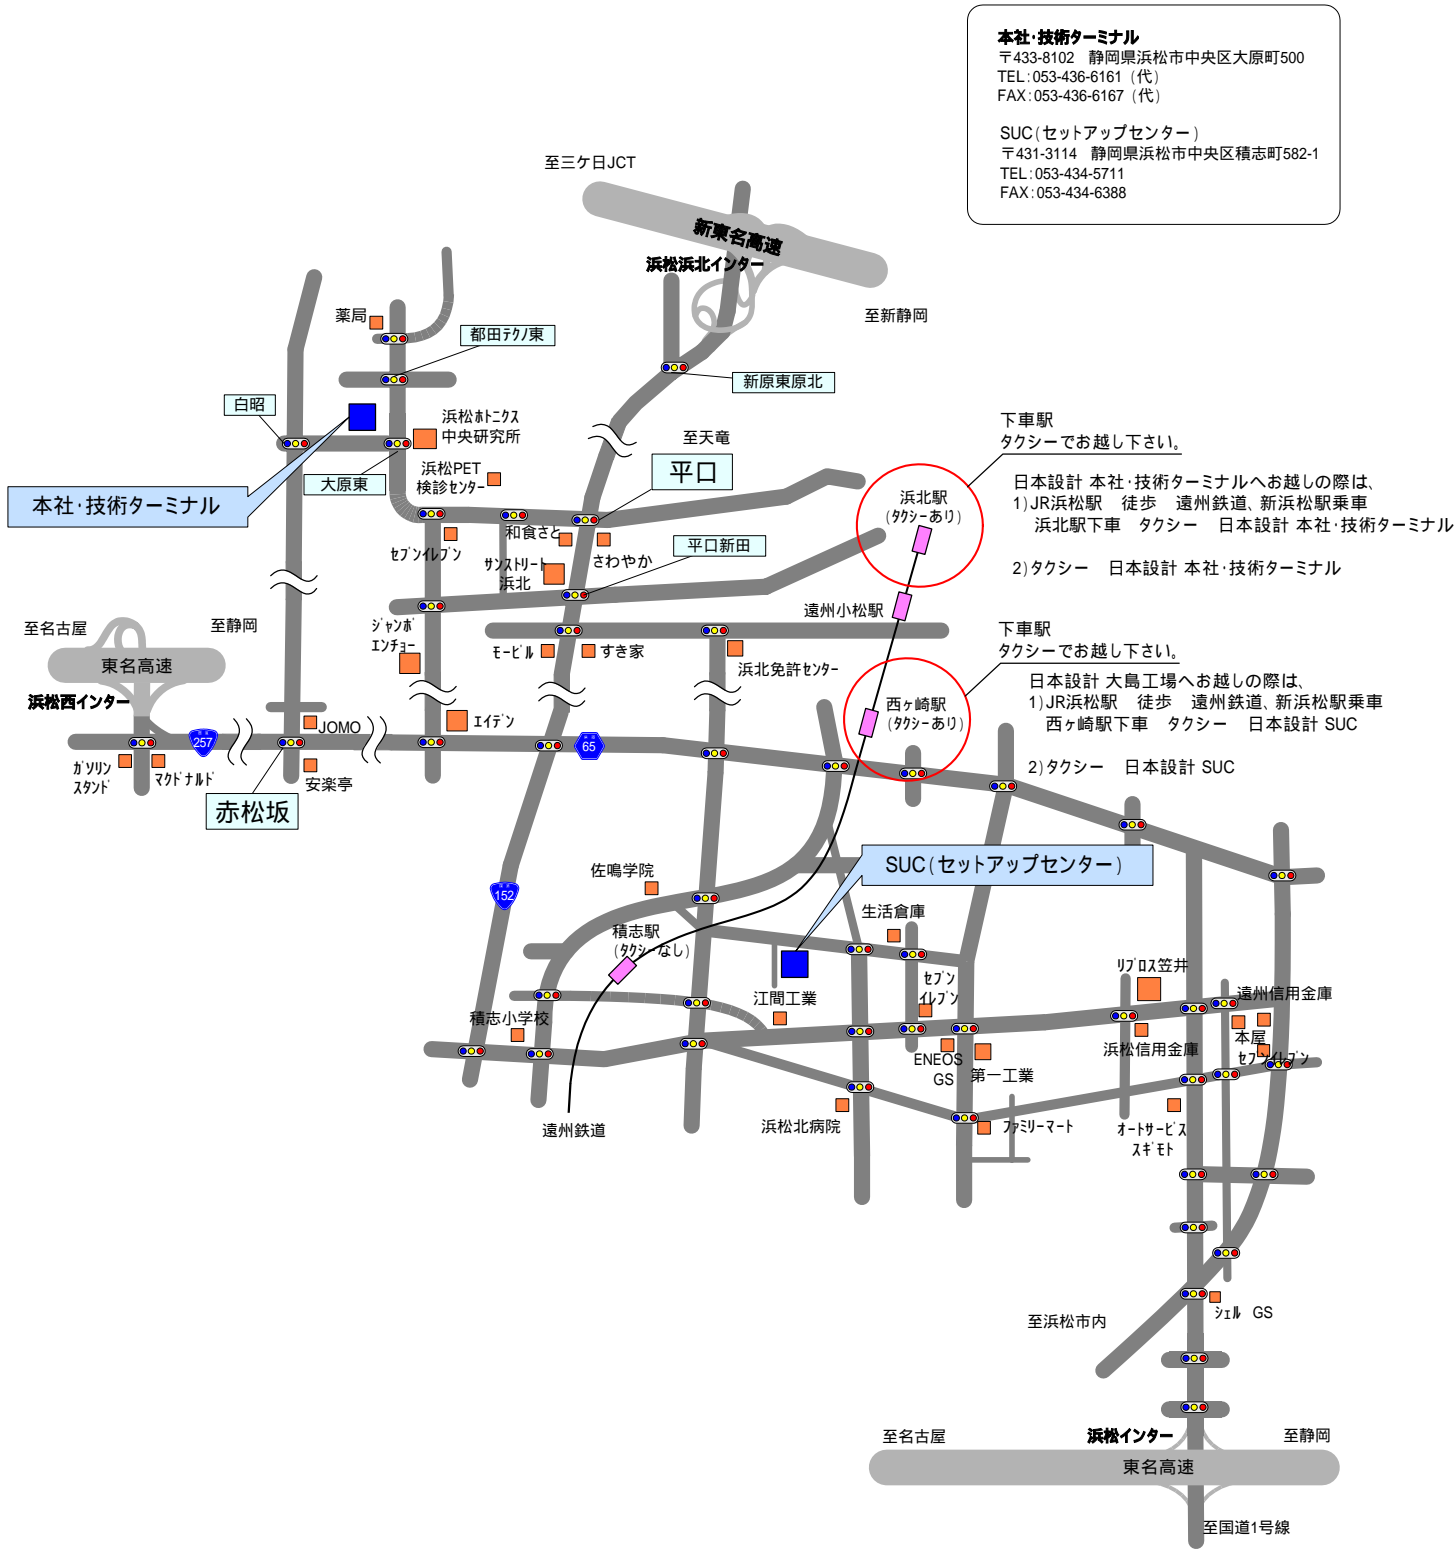 本社・技術ターミナル
〒433-8102　静岡県浜松市中央区大原町500
TEL:053-436-6161（代）
FAX:053-436-6167（代）
SUC(セットアップセンター)
〒431-3114　静岡県浜松市中央区積志町582-1
TEL:053-434-5711
FAX:053-434-6388
至三ケ日JCT
新東名高速
浜松浜北インター
至新静岡
薬局
都田ﾃｸﾉ東
新原東原北
白昭
浜松ﾎﾄﾆｸｽ
中央研究所
至天竜
平口
大原東
浜松PET
検診ｾﾝﾀｰ
本社・技術ターミナル
ｾﾌﾞﾝｲﾚﾌﾞﾝ
和食さと
さわやか
ｻﾝｽﾄﾘｰﾄ
浜北
平口新田
下車駅
タクシーでお越し下さい。
日本設計 本社・技術ターミナルへお越しの際は、
1)JR浜松駅　徒歩　遠州鉄道、新浜松駅乗車
浜北駅下車　タクシー　日本設計 本社・技術ターミナル
2)タクシー　日本設計 本社・技術ターミナル
浜北駅
(ﾀｸｼｰあり)
遠州小松駅
至名古屋
至静岡
東名高速
浜松西インター
ｼﾞｬﾝﾎﾞ
ｴﾝﾁｮｰ
ﾓｰﾋﾞﾙ
すき家
浜北免許ｾﾝﾀｰ
下車駅
タクシーでお越し下さい。
日本設計 大島工場へお越しの際は、
1)JR浜松駅　徒歩　遠州鉄道、新浜松駅乗車
西ヶ崎駅下車　タクシー　日本設計 SUC
2)タクシー　日本設計 SUC
西ヶ崎駅
(ﾀｸｼｰあり)
257
JOMO
ｴｲﾃﾞﾝ
65
ｶﾞｿﾘﾝ
ｽﾀﾝﾄﾞ
ﾏｸﾄﾞﾅﾙﾄﾞ
安楽亭
赤松坂
SUC(セットアップセンター)
佐鳴学院
152
生活倉庫
積志駅
(ﾀｸｼｰなし)
ｾﾌﾞﾝ
ｲﾚﾌﾞﾝ
ﾘﾌﾞﾛｽ笠井
遠州信用金庫
江間工業
積志小学校
本屋
ｾﾌﾞﾝｲﾚﾌﾞﾝ
浜松信用金庫
ENEOS
GS
第一工業
遠州鉄道
浜松北病院
ﾌｧﾐﾘｰﾏｰﾄ
ｵｰﾄｻｰﾋﾞｽ
ｽｷﾞﾓﾄ
至浜松市内
ｼｪﾙ GS
至名古屋
浜松インター
至静岡
東名高速
至国道1号線